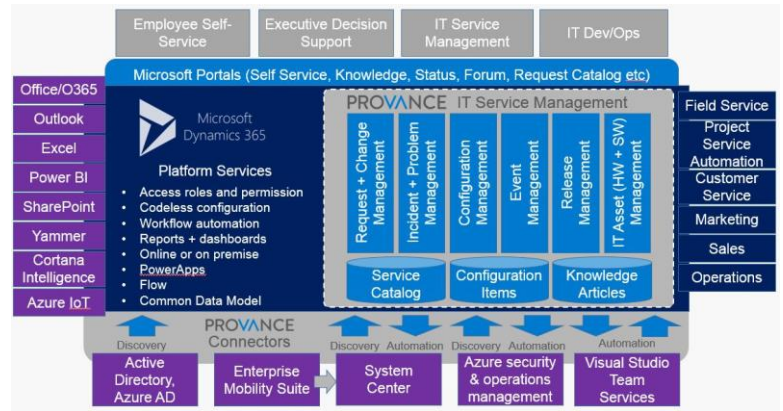 Employee Self-
Service
Executive Decision
Support
IT Service
Management
IT Dev/Ops
Microsoft Portals (Self Service, Knowledge, Status, Forum, Request Catalog etc)
Office/O365
Outlook
Excel
Power BI
SharePoint
Yammer
Cortana
Intelligence
Azure IoT
Microsoft
Dynamics 365
Platform Services
• Access roles and permission
• Codeless configuration
• Workflow automation
• Reports + dashboards
• Online or on premise
• PowerApps
• Flow
• Common Data Model
PROVANCE IT Service Management
Request + Change
Management
Incident + Problem
Management
Configuration
Management
Event
Management
Release
Management
IT Asset (HW + SW)
Management
Service
Catalog
Configuration
Items
Knowledge
Articles
Field Service
Project
Service
Automation
Customer
Service
Marketing
Sales
Operations
PROVANCE
Connectors
Discovery
Discovery
Automation
Discovery
Automation
Automation
Active
Directory,
Azure AD
Enterprise
Mobility Suite
System
Center
Azure security
& operations
management
Visual Studio
Team
Services